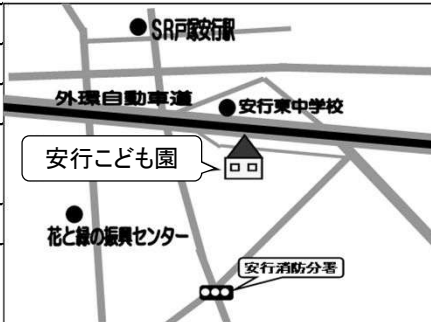 SR戸塚安行駅
外環自動車道
安行東中学校
安行こども園
花と緑の振興センター
安行消防分署